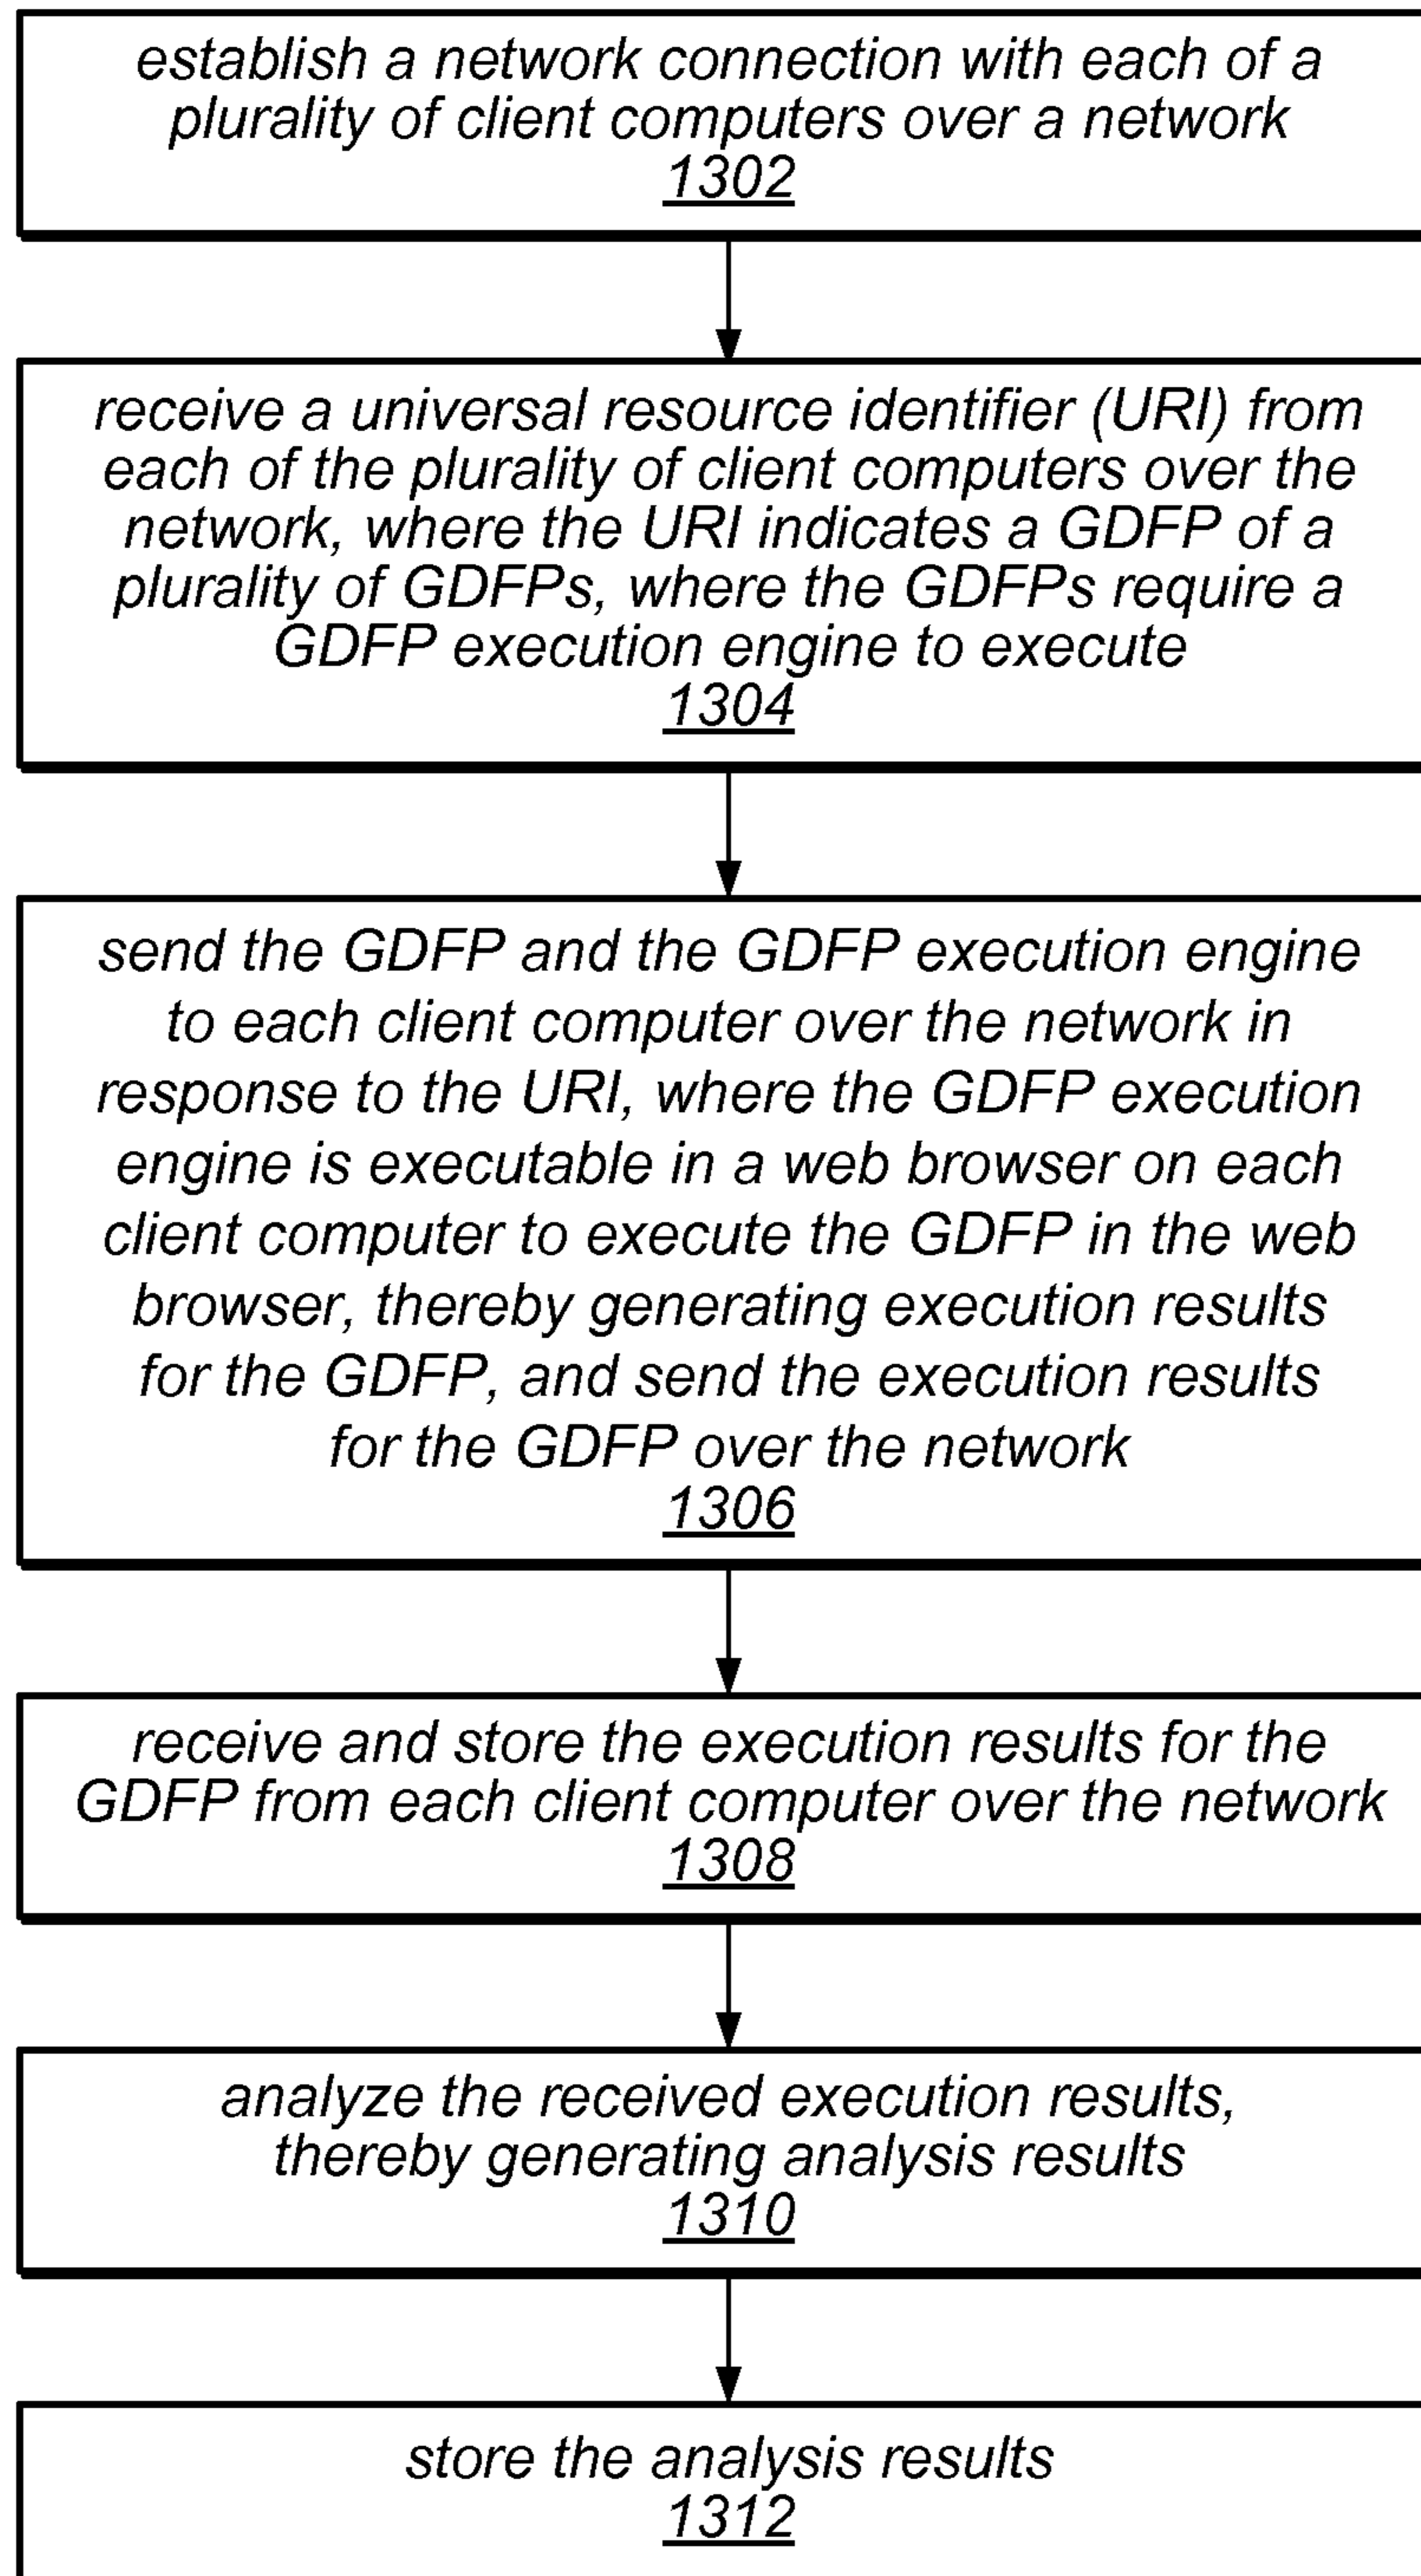 establish a network connection with each of a
plurality of client computers over a network
1302
receive a universal resource identifier (URI) from
each of the plurality of client computers over the
network, where the URI indicates a GDFP of a
plurality of GDFPs, where the GDFPs require a
GDFP execution engine to execute
1304
send the GDFP and the GDFP execution engine
to each client computer over the network in
response to the URI, where the GDFP execution
engine is executable in a web browser on each
client computer to execute the GDFP in the web
browser, thereby generating execution results
for the GDFP, and send the execution results
for the GDFP over the network
1306
receive and store the execution results for the
GDFP from each client computer over the network
1308
analyze the received execution results,
thereby generating analysis results
1310
store the analysis results
1312